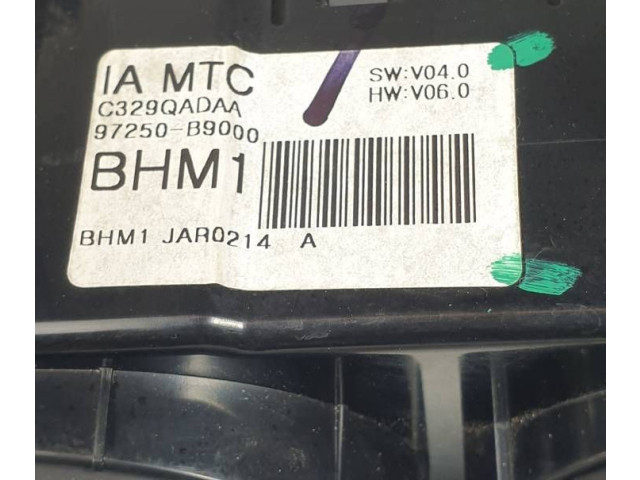 IA MTC
SW:V04.0
C329QADAA
HW:V06.0
97250-B9000
BHM1
BHM1 JAR0214 A